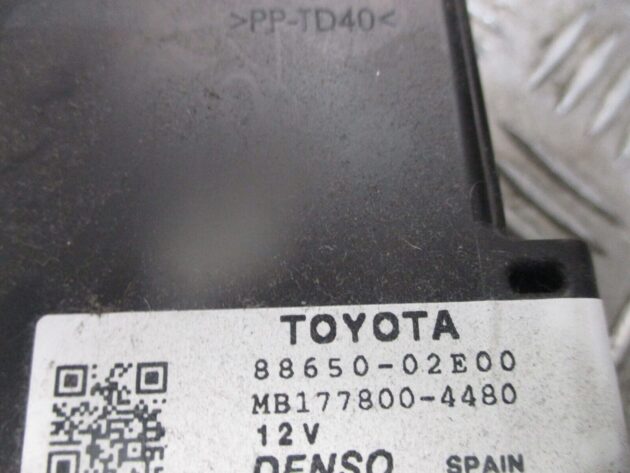 >PP-TD40<
TOYOTA
88650-02E00
MB177800-4480
12V
DENSO SPAIN